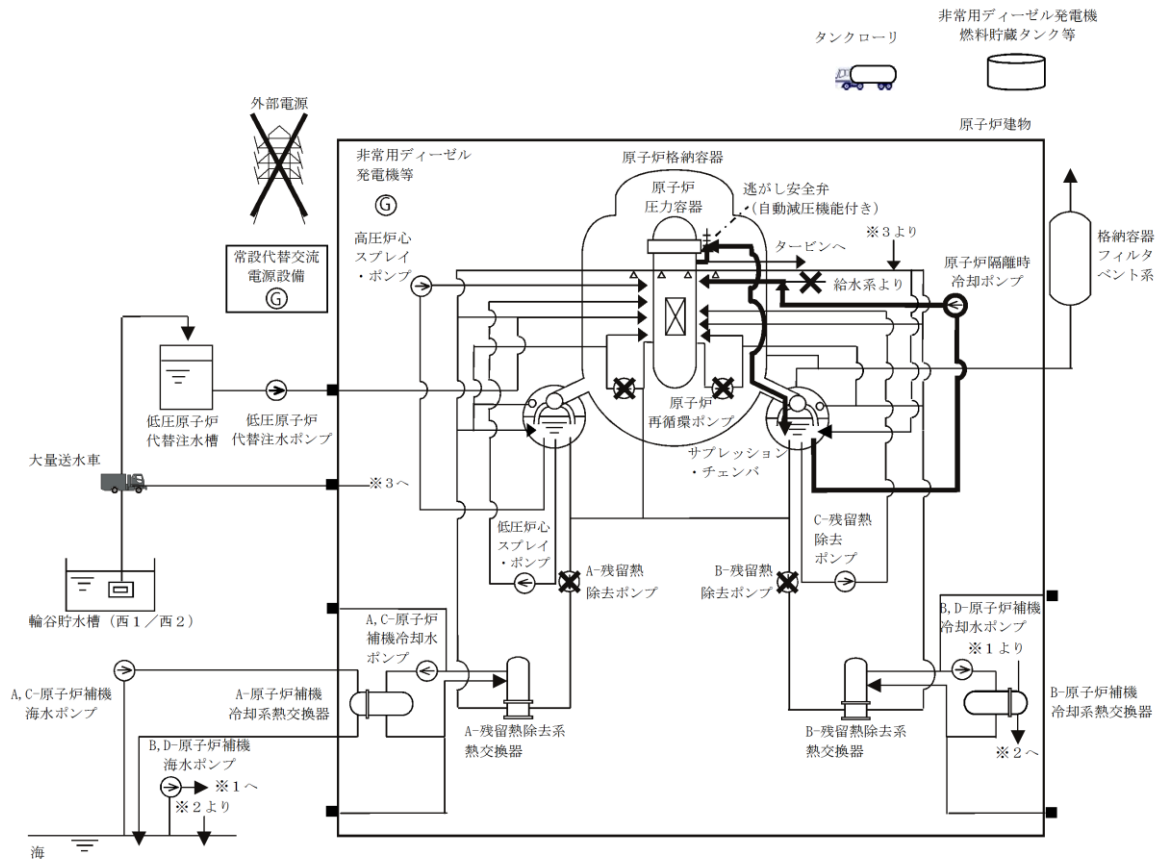 非常用ディーゼル発電機
燃料貯蔵タンク等
タンクローリ
外部電源
原子炉建物
非常用ディーゼル
発電機等
G
原子炉格納容器
原子炉
圧力容器
逃がし安全弁
(自動減圧機能付き)
高圧炉心
スプレイ
・ポンプ
タービンへ
※3より
給水系より
原子炉隔離時
冷却ポンプ
格納容器
フィルタ
ベント系
常設代替交流
電源設備
G
低圧原子炉
代替注水槽
低圧原子炉
代替注水ポンプ
原子炉
再循環ポンプ
サプレッション
・チェンバ
大量送水車
※3へ
低圧炉心
スプレイ
・ポンプ
A-残留熱
除去ポンプ
B-残留熱
除去ポンプ
C-残留熱
除去
ポンプ
輪谷貯水槽(西1/西2)
A,C-原子炉
補機冷却水
ポンプ
B,D-原子炉補機
冷却水ポンプ
※1より
A,C-原子炉補機
海水ポンプ
A-原子炉補機
冷却系熱交換器
A-残留熱除去系
熱交換器
B-残留熱除去系
熱交換器
B-原子炉補機
冷却系熱交換器
※2へ
B,D-原子炉補機
海水ポンプ
※1へ
※2より
海